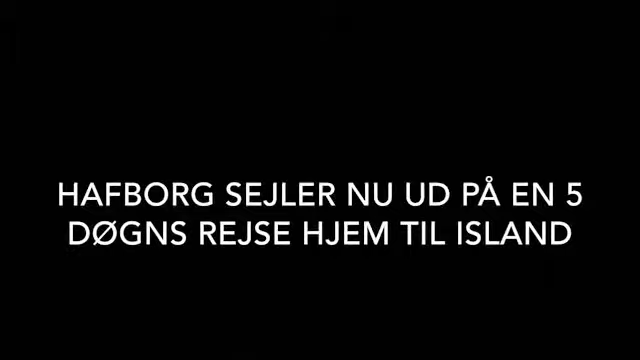 HAFBORG SEJLER NU UD PÅ EN 5
DØGNS REJSE HJEM TIL ISLAND